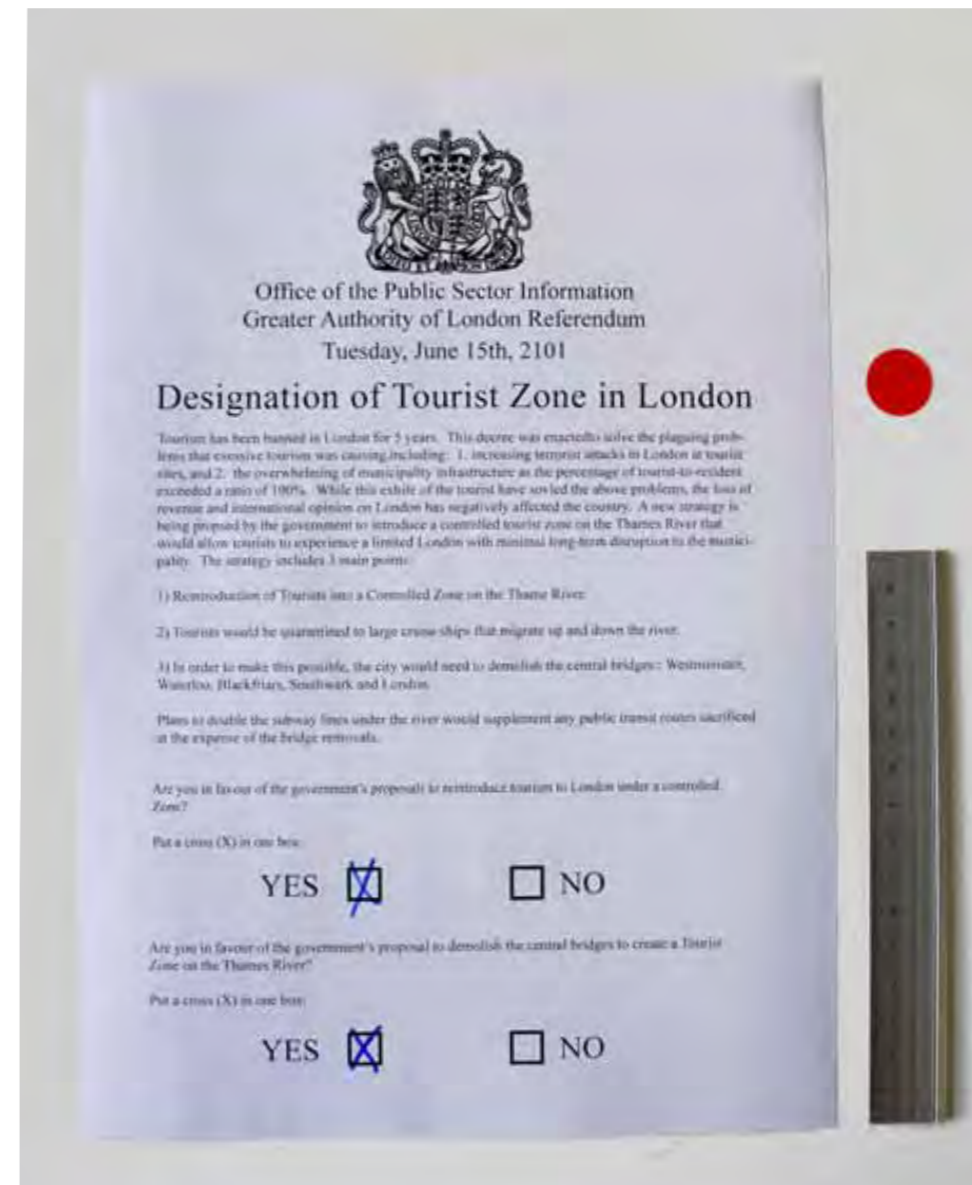 Office of the Public Sector Information
Greater Authority of London Referendum
Tuesday, June 15th, 2101
Designation of Tourist Zone in London
Tourism has been banned in London for 5 years. This decree was enactedto solve the plaguing prob-
lems that excessive tourism was causing including: 1. increasing terrorist attacks in London at tourist
sites, and 2. the overwhelming of municipality infrastructure as the percentage of tourist-to-resident
exceeded a ratio of 100%. While this exhile of the tourist have sovled the above problems, the loss of
revenue and international opinion on London has negatively affected the country. A new strategy is
being propsed by the government to introduce a controlled tourist zone on the Thames River that
would allow tourists to experience a limited London with minimal long-term disruption to the munici-
pality. The strategy includes 3 main points:
1) Reintroduction of Tourists into a Controlled Zone on the Thame River.
2) Tourists would be quarantined to large cruise ships that migrate up and down the river.
3) In order to make this possible, the city would need to demolish the central bridges: Westminster,
Waterloo, Blackfriars, Southwark and London.
Plans to double the subway lines under the river would supplement any public transit routes sacrificed
at the expense of the bridge removals.
Are you in favour of the government's proposals to reintroduce tourism to London under a controlled
Zone?
Put a cross (X) in one box:
YES X NO
Are you in favour of the government's proposal to demolish the central bridges to create a Tourist
Zone on the Thames River?
Put a cross (X) in one box:
YES X NO